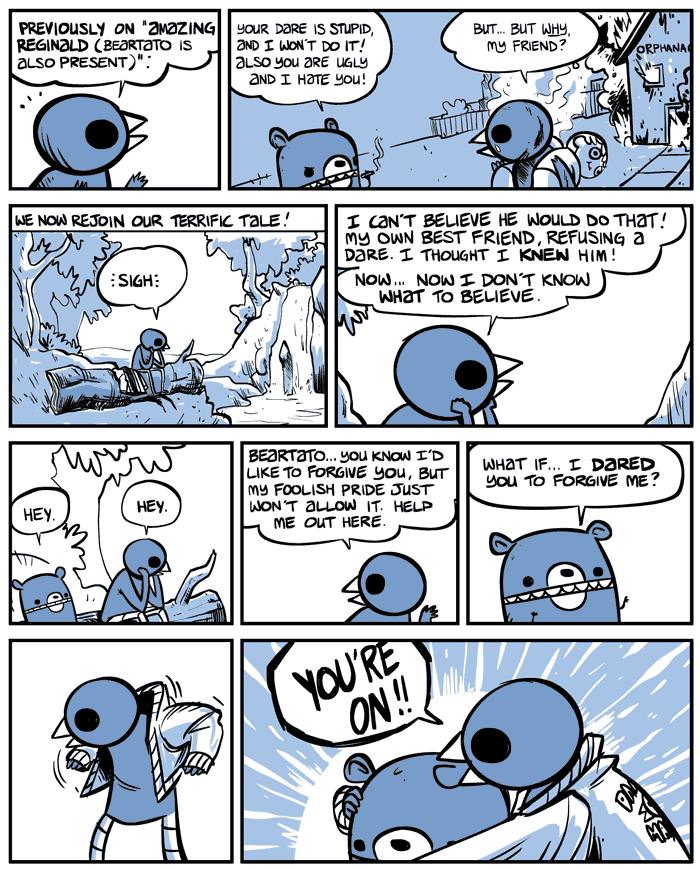 PREVIOUSLY ON "AMAZING
REGINALD (BEARTATO IS
ALSO PRESENT)":
YOUR DARE IS STUPID,
AND I WON'T DO IT!
ALSO YOU ARE UGLY
AND I HATE YOU!
BUT... BUT WHY,
MY FRIEND?
ORPHANAG
WE NOW REJOIN OUR TERRIFIC TALE!
SIGH
I CAN'T BELIEVE HE WOULD DO THAT!
MY OWN BEST FRIEND, REFUSING A
DARE. I THOUGHT I KNEW HIM!
NOW... NOW I DON'T KNOW
WHAT TO BELIEVE.
HEY.
HEY.
BEARTATO... YOU KNOW I'D
LIKE TO FORGIVE YOU, BUT
MY FOOLISH PRIDE JUST
WON'T ALLOW IT. HELP
ME OUT HERE.
WHAT IF... I DARED
YOU TO FORGIVE ME?
YOU'RE
ON!!